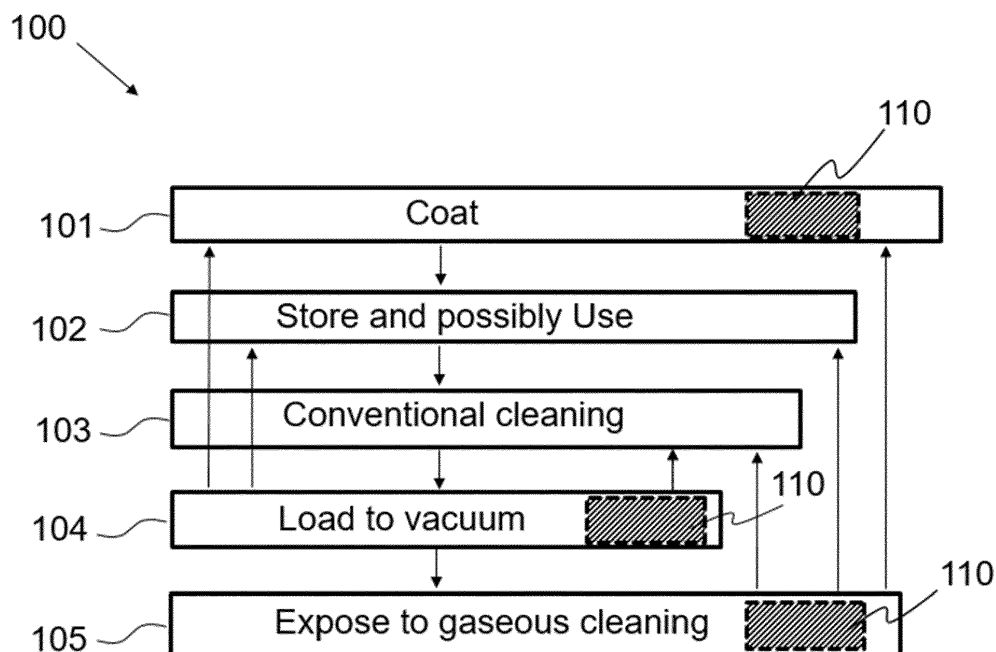 100
110
101
Coat
102
Store and possibly Use
103
Conventional cleaning
110
104
Load to vacuum
110
105
Expose to gaseous cleaning